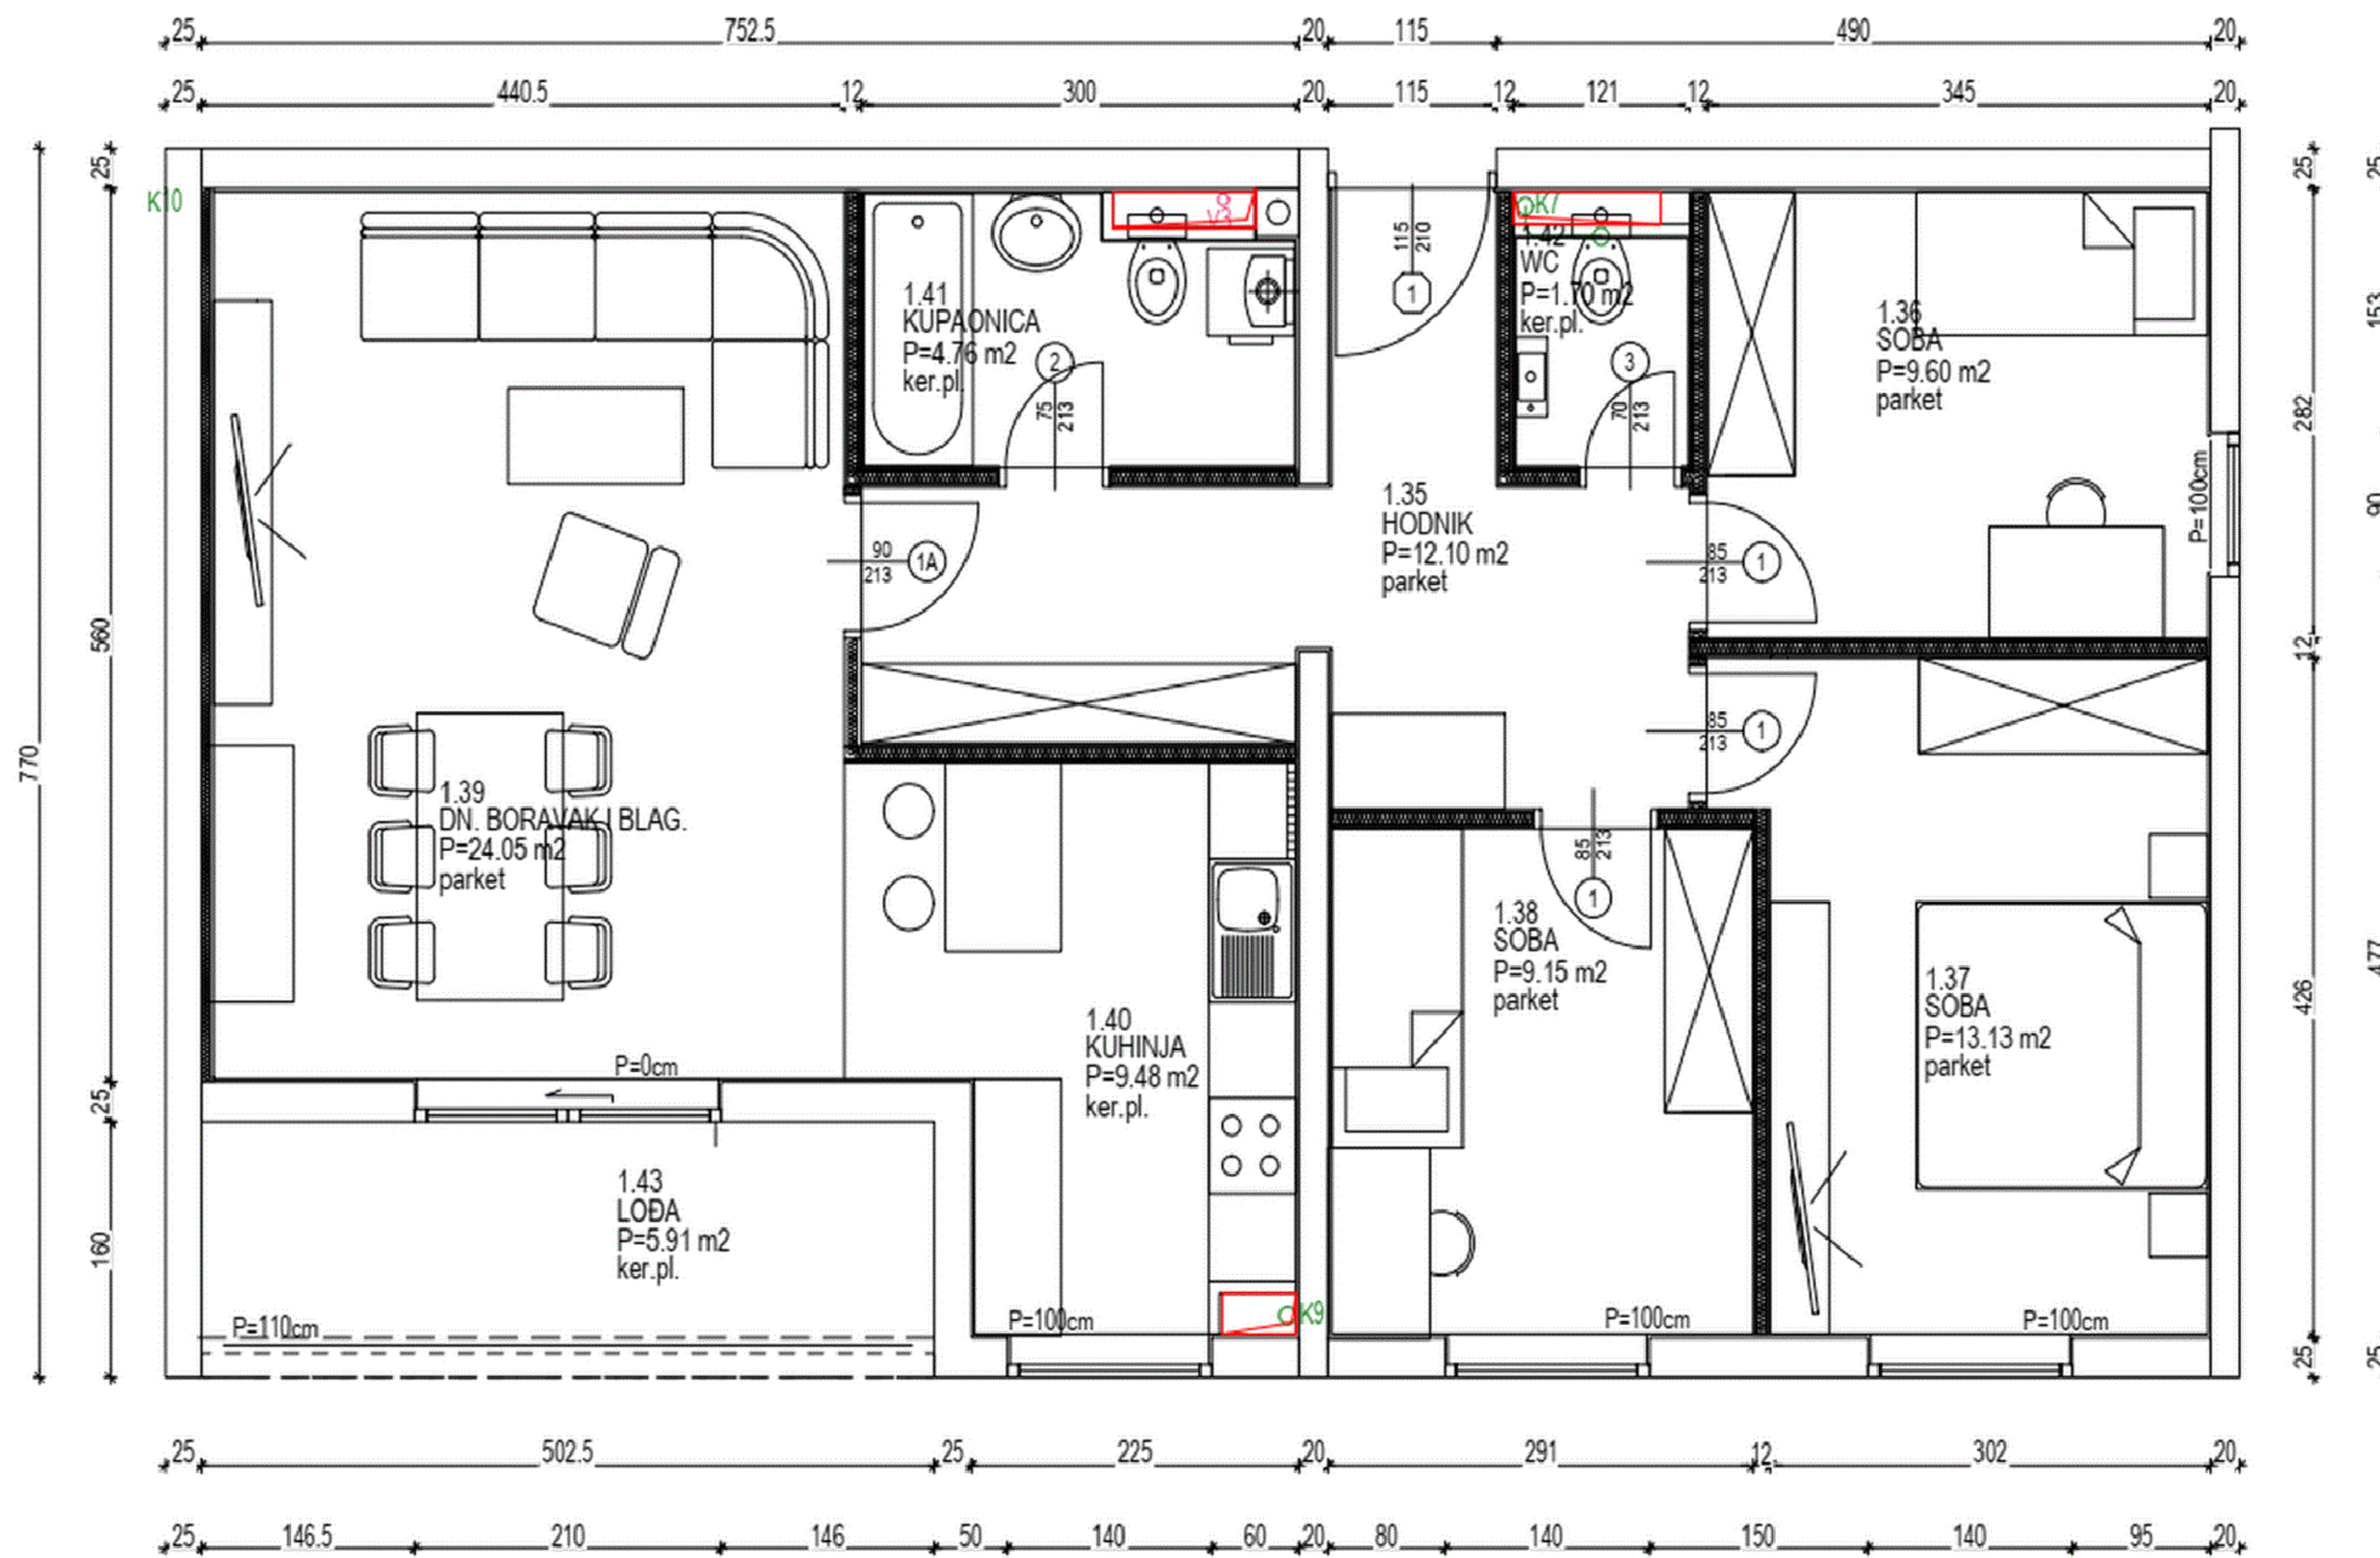 25 752.5 20 115 490 20
25 440.5 12 300 20 115 12 121 12 345 20
25
560
25
160
770
K10
V3
1.41
KUPAONICA
P=4.76 m2
ker.pl.
2
75
213
115
210
1
K7
1.42
WC
P=1.70 m2
ker.pl.
3
70
213
1.36
SOBA
P=9.60 m2
parket
P=100cm
90
213
1A
1.35
HODNIK
P=12.10 m2
parket
85
213
1
85
213
1
1.39
DN. BORAVAK I BLAG.
P=24.05 m2
parket
P=0cm
1.40
KUHINJA
P=9.48 m2
ker.pl.
85
213
1
1.38
SOBA
P=9.15 m2
parket
1.37
SOBA
P=13.13 m2
parket
1.43
LOĐA
P=5.91 m2
ker.pl.
P=110cm
P=100cm
K9
P=100cm
P=100cm
25
282
12
426
25
25
153
90
477
25
25 502.5 25 225 20 291 12 302 20
25 146.5 210 146 50 140 60 20 80 140 150 140 95 20